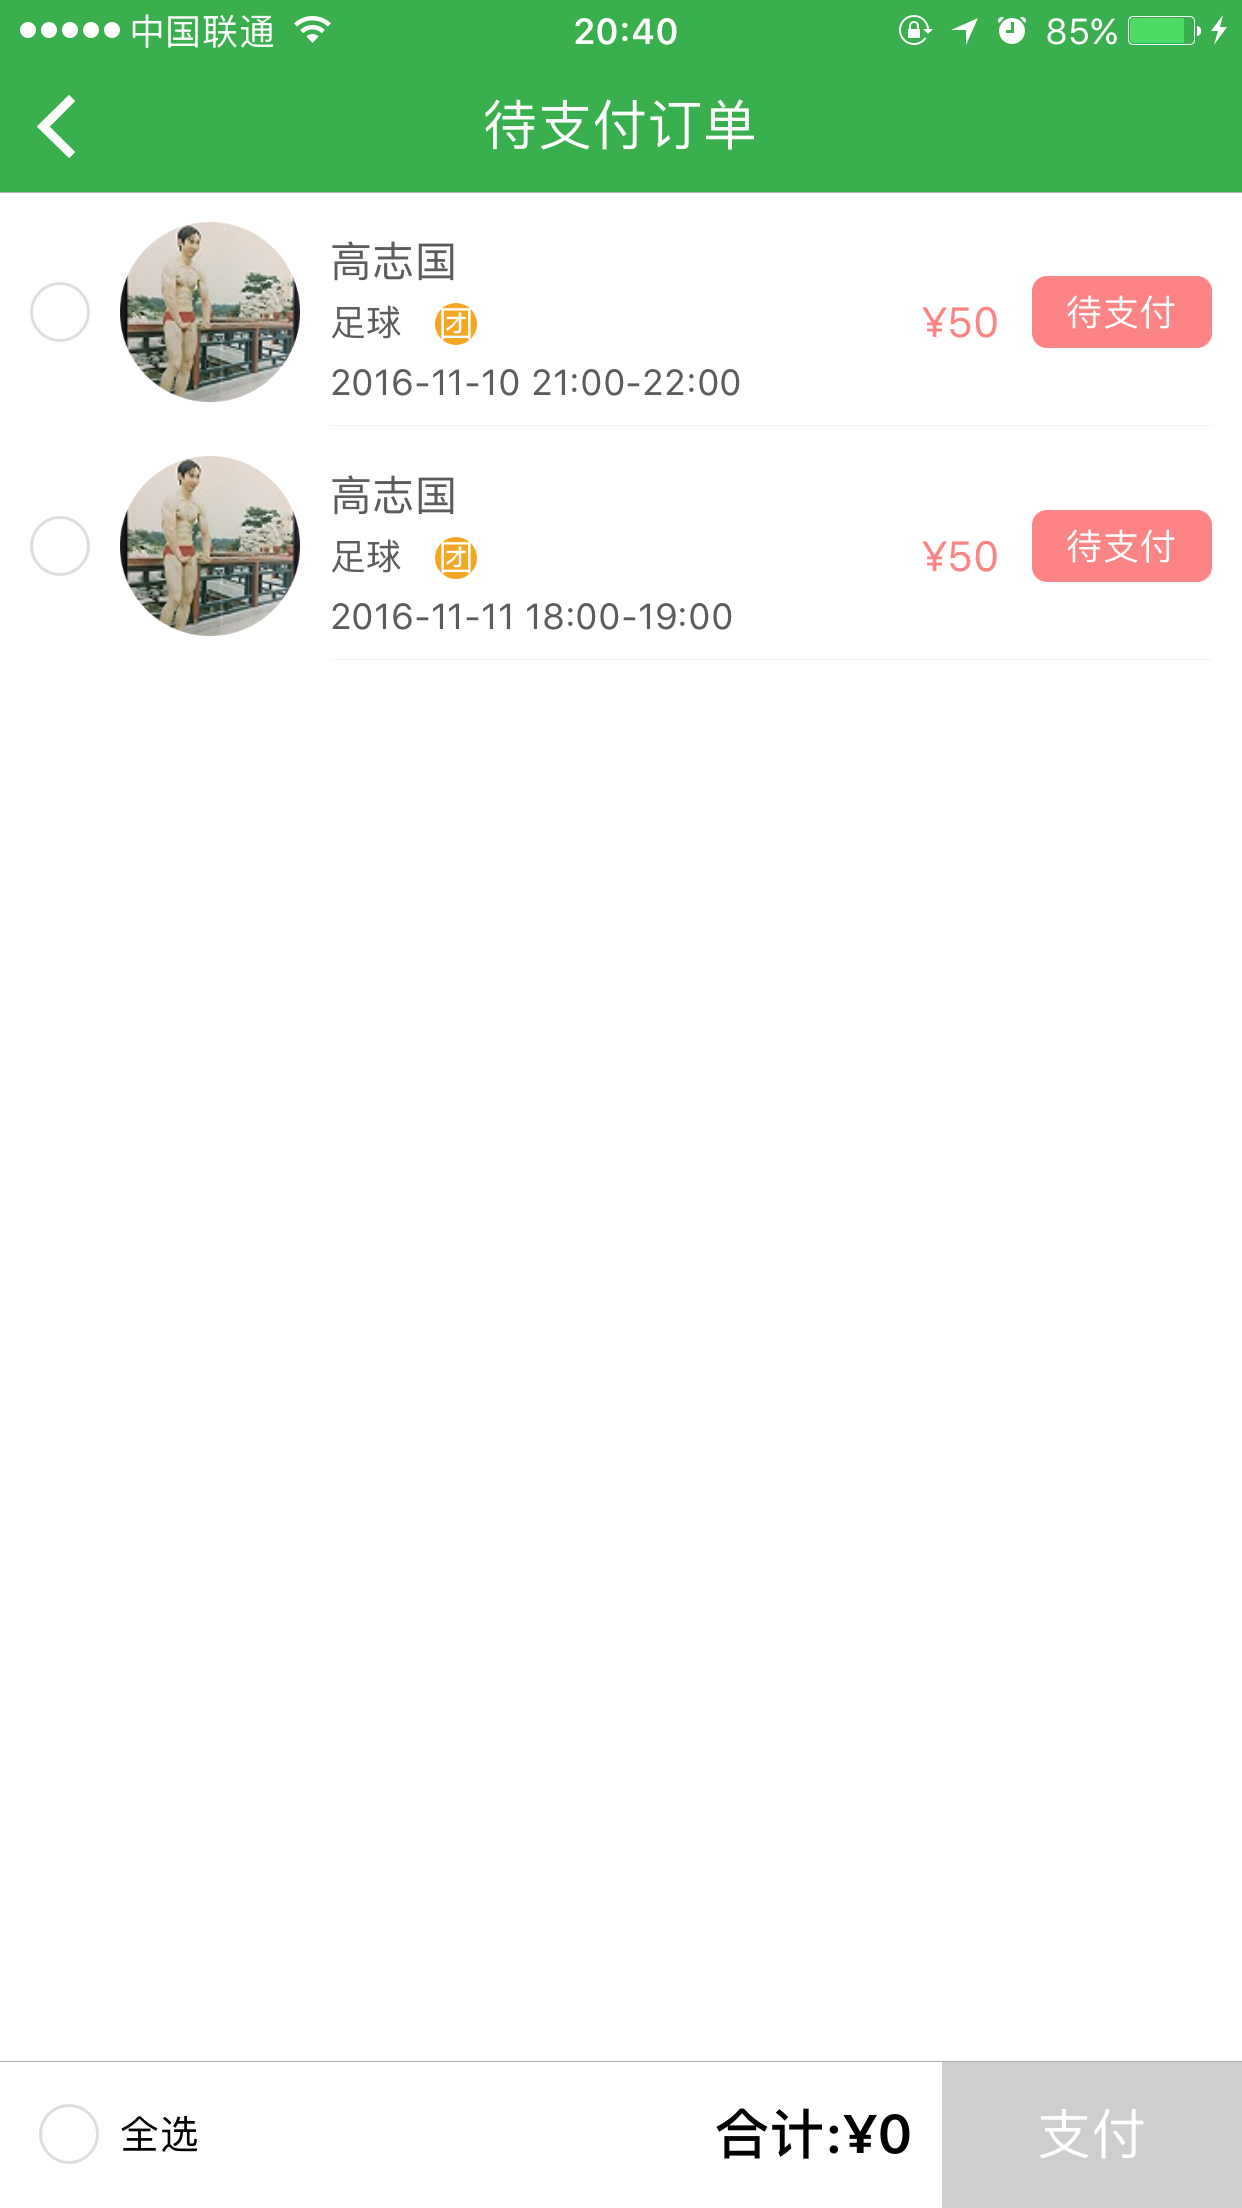 中国联通 20:40 85%
待支付订单
高志国
足球 团 ¥50 待支付
2016-11-10 21:00-22:00
高志国
足球 团 ¥50 待支付
2016-11-11 18:00-19:00
全选 合计:¥0 支付